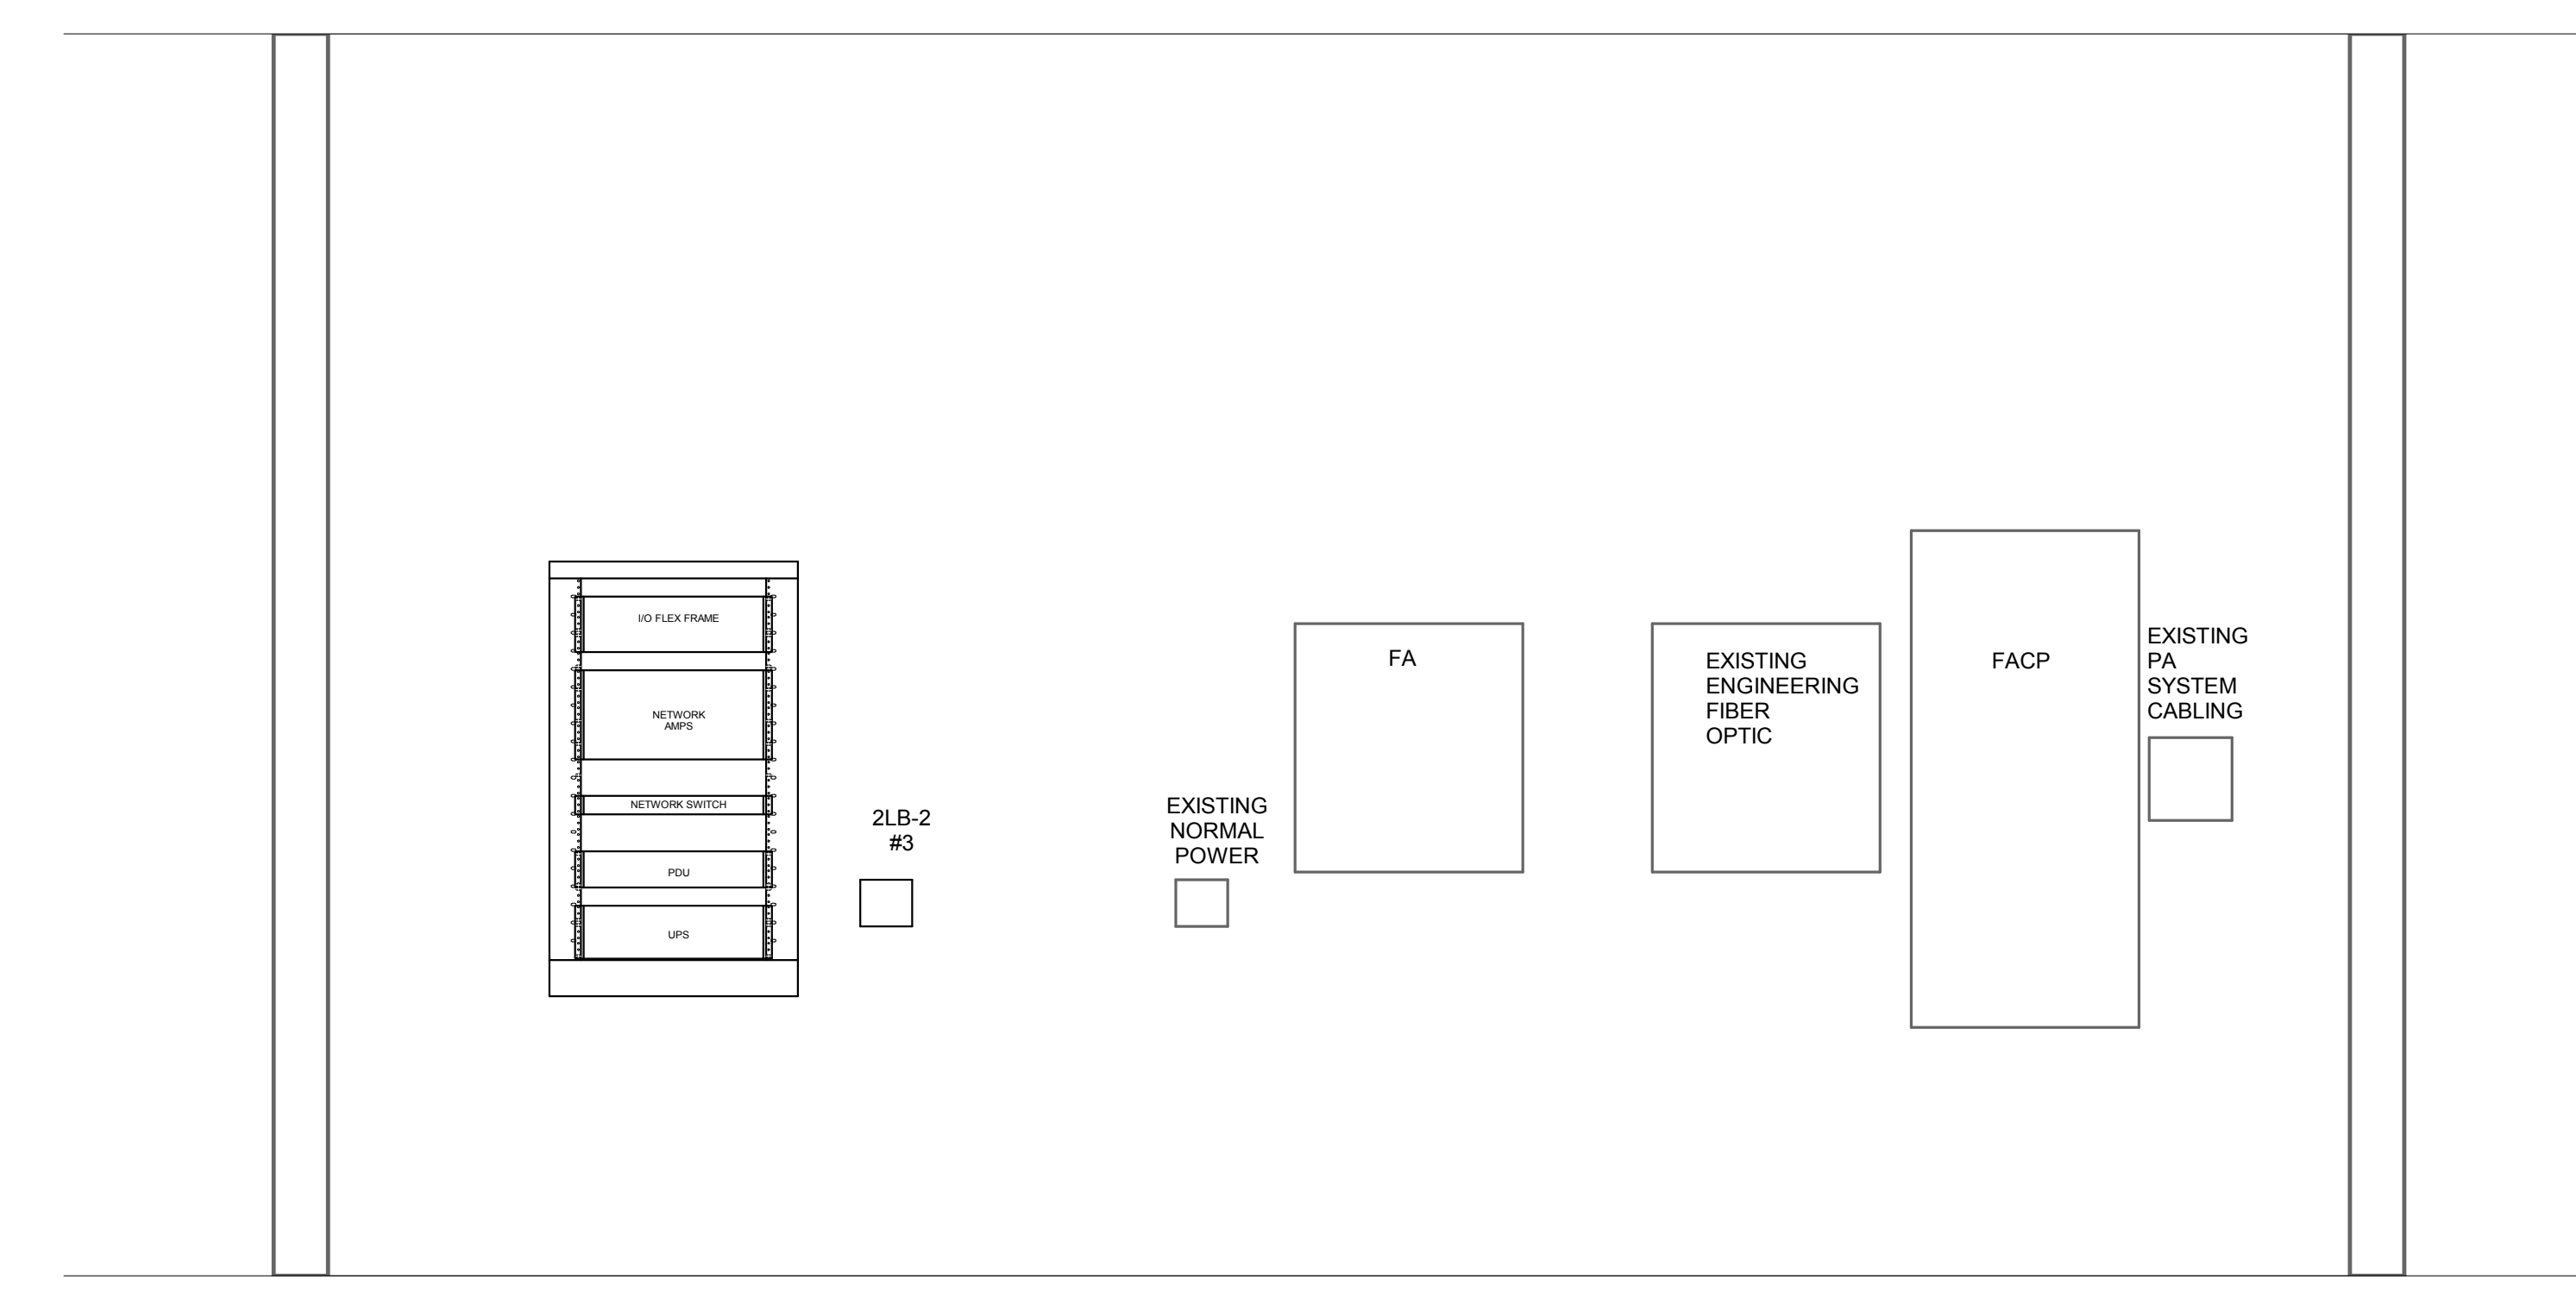 I/O FLEX FRAME
NETWORK
AMPS
NETWORK SWITCH
PDU
UPS
2LB-2
#3
EXISTING
NORMAL
POWER
FA
EXISTING
ENGINEERING
FIBER
OPTIC
FACP
EXISTING
PA
SYSTEM
CABLING